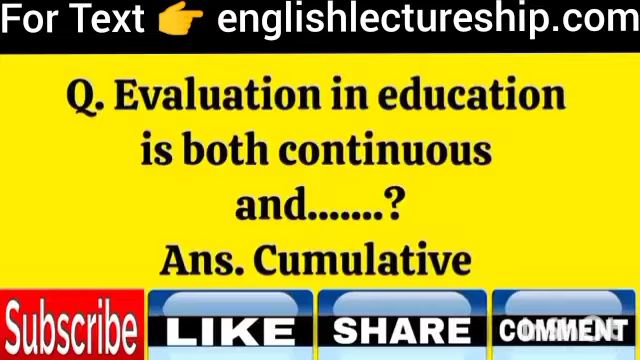 For Text 👉 englishlectureship.com
Q. Evaluation in education
is both continuous
and.......?
Ans. Cumulative
Subscribe LIKE SHARE COMMENT